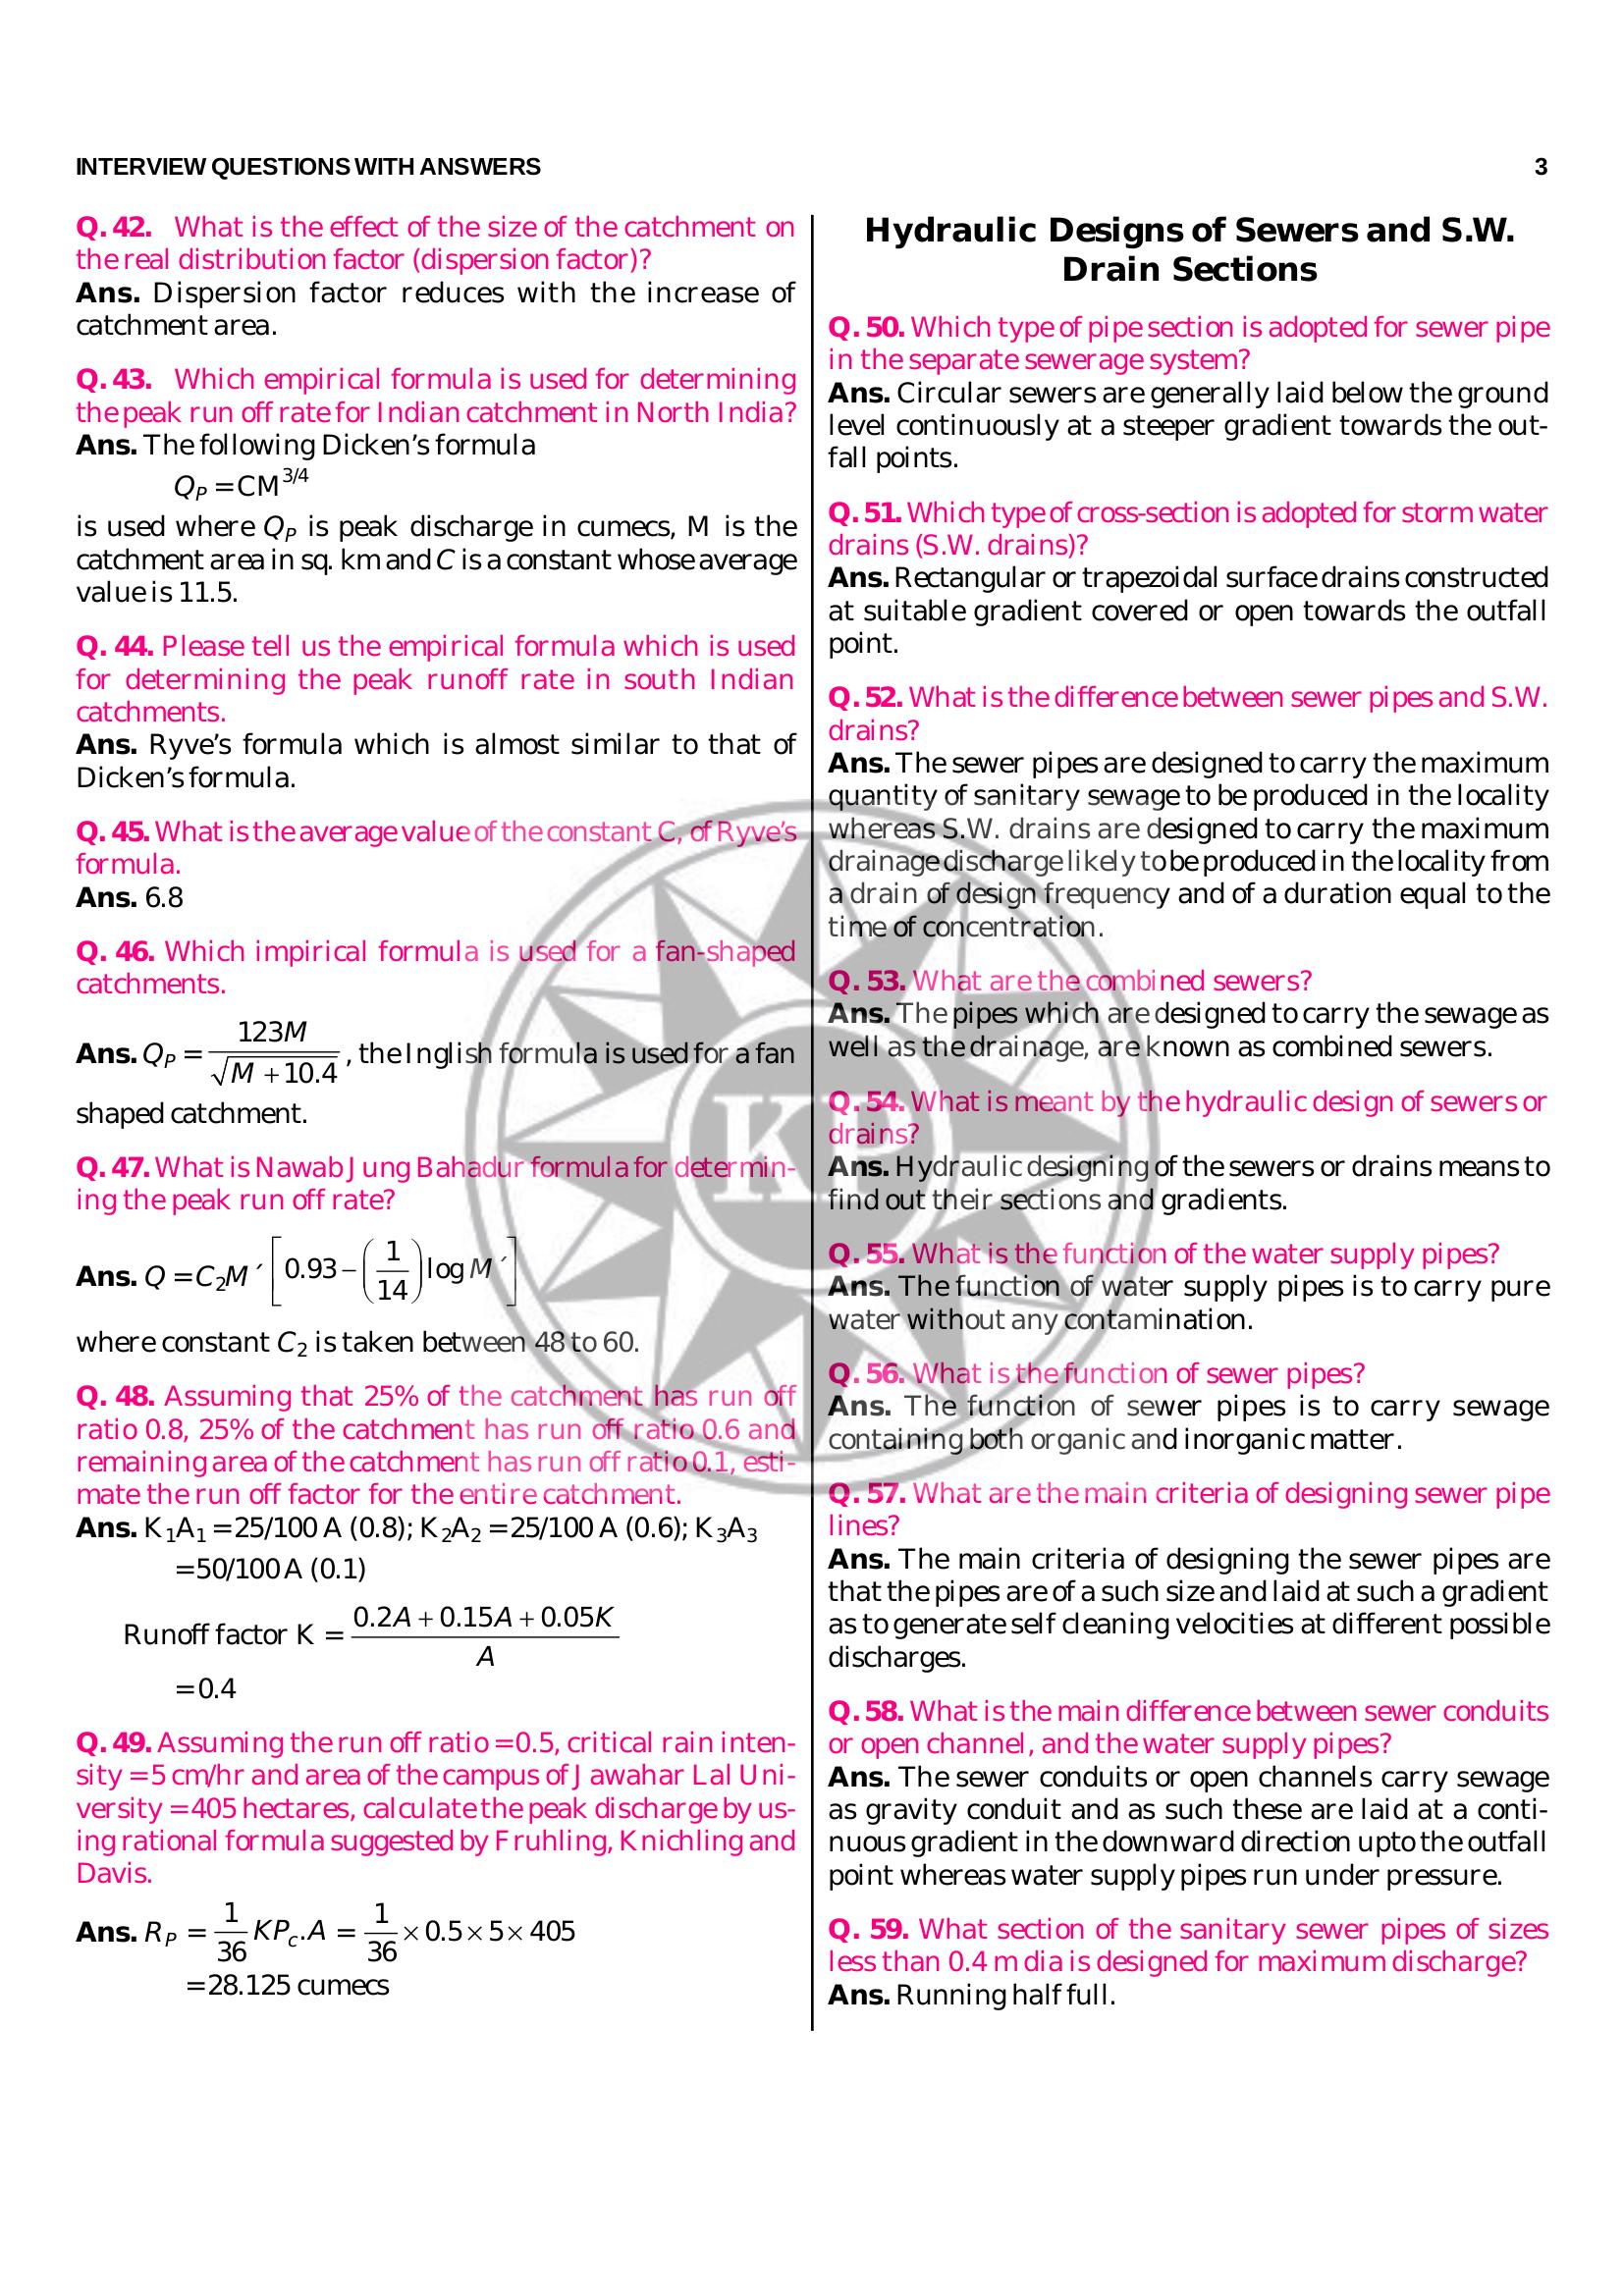 INTERVIEW QUESTIONS WITH ANSWERS 3
Q. 42. What is the effect of the size of the catchment on
the real distribution factor (dispersion factor)?
Ans. Dispersion factor reduces with the increase of
catchment area.
Q. 43. Which empirical formula is used for determining
the peak run off rate for Indian catchment in North India?
Ans. The following Dicken's formula
Q_P = CM^{3/4}
is used where Q_P is peak discharge in cumecs, M is the
catchment area in sq. km and C is a constant whose average
value is 11.5.
Q. 44. Please tell us the empirical formula which is used
for determining the peak runoff rate in south Indian
catchments.
Ans. Ryve's formula which is almost similar to that of
Dicken's formula.
Q. 45. What is the average value of the constant C, of Ryve's
formula.
Ans. 6.8
Q. 46. Which impirical formula is used for a fan-shaped
catchments.
Ans. Q_P = 123M / √(M + 10.4), the Inglish formula is used for a fan
shaped catchment.
Q. 47. What is Nawab Jung Bahadur formula for determin-
ing the peak run off rate?
Ans. Q = C₂M´ [0.93 – (1/14) log M´]
where constant C₂ is taken between 48 to 60.
Q. 48. Assuming that 25% of the catchment has run off
ratio 0.8, 25% of the catchment has run off ratio 0.6 and
remaining area of the catchment has run off ratio 0.1, esti-
mate the run off factor for the entire catchment.
Ans. K₁A₁ = 25/100 A (0.8); K₂A₂ = 25/100 A (0.6); K₃A₃
= 50/100 A (0.1)
Runoff factor K = (0.2A + 0.15A + 0.05K) / A
= 0.4
Q. 49. Assuming the run off ratio = 0.5, critical rain inten-
sity = 5 cm/hr and area of the campus of Jawahar Lal Uni-
versity = 405 hectares, calculate the peak discharge by us-
ing rational formula suggested by Fruhling, Knichling and
Davis.
Ans. R_P = 1/36 KP_c.A = 1/36 × 0.5 × 5 × 405
= 28.125 cumecs
Hydraulic Designs of Sewers and S.W.
Drain Sections
Q. 50. Which type of pipe section is adopted for sewer pipe
in the separate sewerage system?
Ans. Circular sewers are generally laid below the ground
level continuously at a steeper gradient towards the out-
fall points.
Q. 51. Which type of cross-section is adopted for storm water
drains (S.W. drains)?
Ans. Rectangular or trapezoidal surface drains constructed
at suitable gradient covered or open towards the outfall
point.
Q. 52. What is the difference between sewer pipes and S.W.
drains?
Ans. The sewer pipes are designed to carry the maximum
quantity of sanitary sewage to be produced in the locality
whereas S.W. drains are designed to carry the maximum
drainage discharge likely to be produced in the locality from
a drain of design frequency and of a duration equal to the
time of concentration.
Q. 53. What are the combined sewers?
Ans. The pipes which are designed to carry the sewage as
well as the drainage, are known as combined sewers.
Q. 54. What is meant by the hydraulic design of sewers or
drains?
Ans. Hydraulic designing of the sewers or drains means to
find out their sections and gradients.
Q. 55. What is the function of the water supply pipes?
Ans. The function of water supply pipes is to carry pure
water without any contamination.
Q. 56. What is the function of sewer pipes?
Ans. The function of sewer pipes is to carry sewage
containing both organic and inorganic matter.
Q. 57. What are the main criteria of designing sewer pipe
lines?
Ans. The main criteria of designing the sewer pipes are
that the pipes are of a such size and laid at such a gradient
as to generate self cleaning velocities at different possible
discharges.
Q. 58. What is the main difference between sewer conduits
or open channel, and the water supply pipes?
Ans. The sewer conduits or open channels carry sewage
as gravity conduit and as such these are laid at a conti-
nuous gradient in the downward direction upto the outfall
point whereas water supply pipes run under pressure.
Q. 59. What section of the sanitary sewer pipes of sizes
less than 0.4 m dia is designed for maximum discharge?
Ans. Running half full.
KP